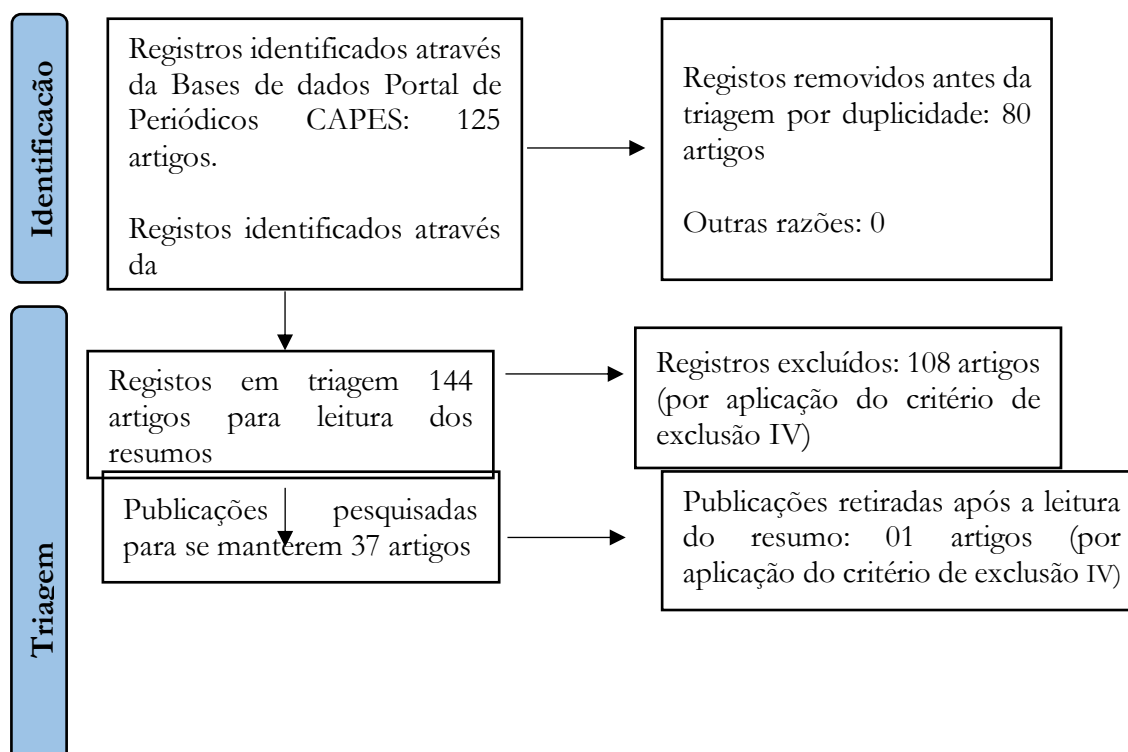 Identificação
Registros identificados através
da Bases de dados Portal de
Periódicos CAPES: 125
artigos.
Registos identificados através
da
Registos removidos antes da
triagem por duplicidade: 80
artigos
Outras razões: 0
Triagem
Registos em triagem 144
artigos para leitura dos
resumos
Registros excluídos: 108 artigos
(por aplicação do critério de
exclusão IV)
Publicações pesquisadas
para se manterem 37 artigos
Publicações retiradas após a leitura
do resumo: 01 artigos (por
aplicação do critério de exclusão IV)